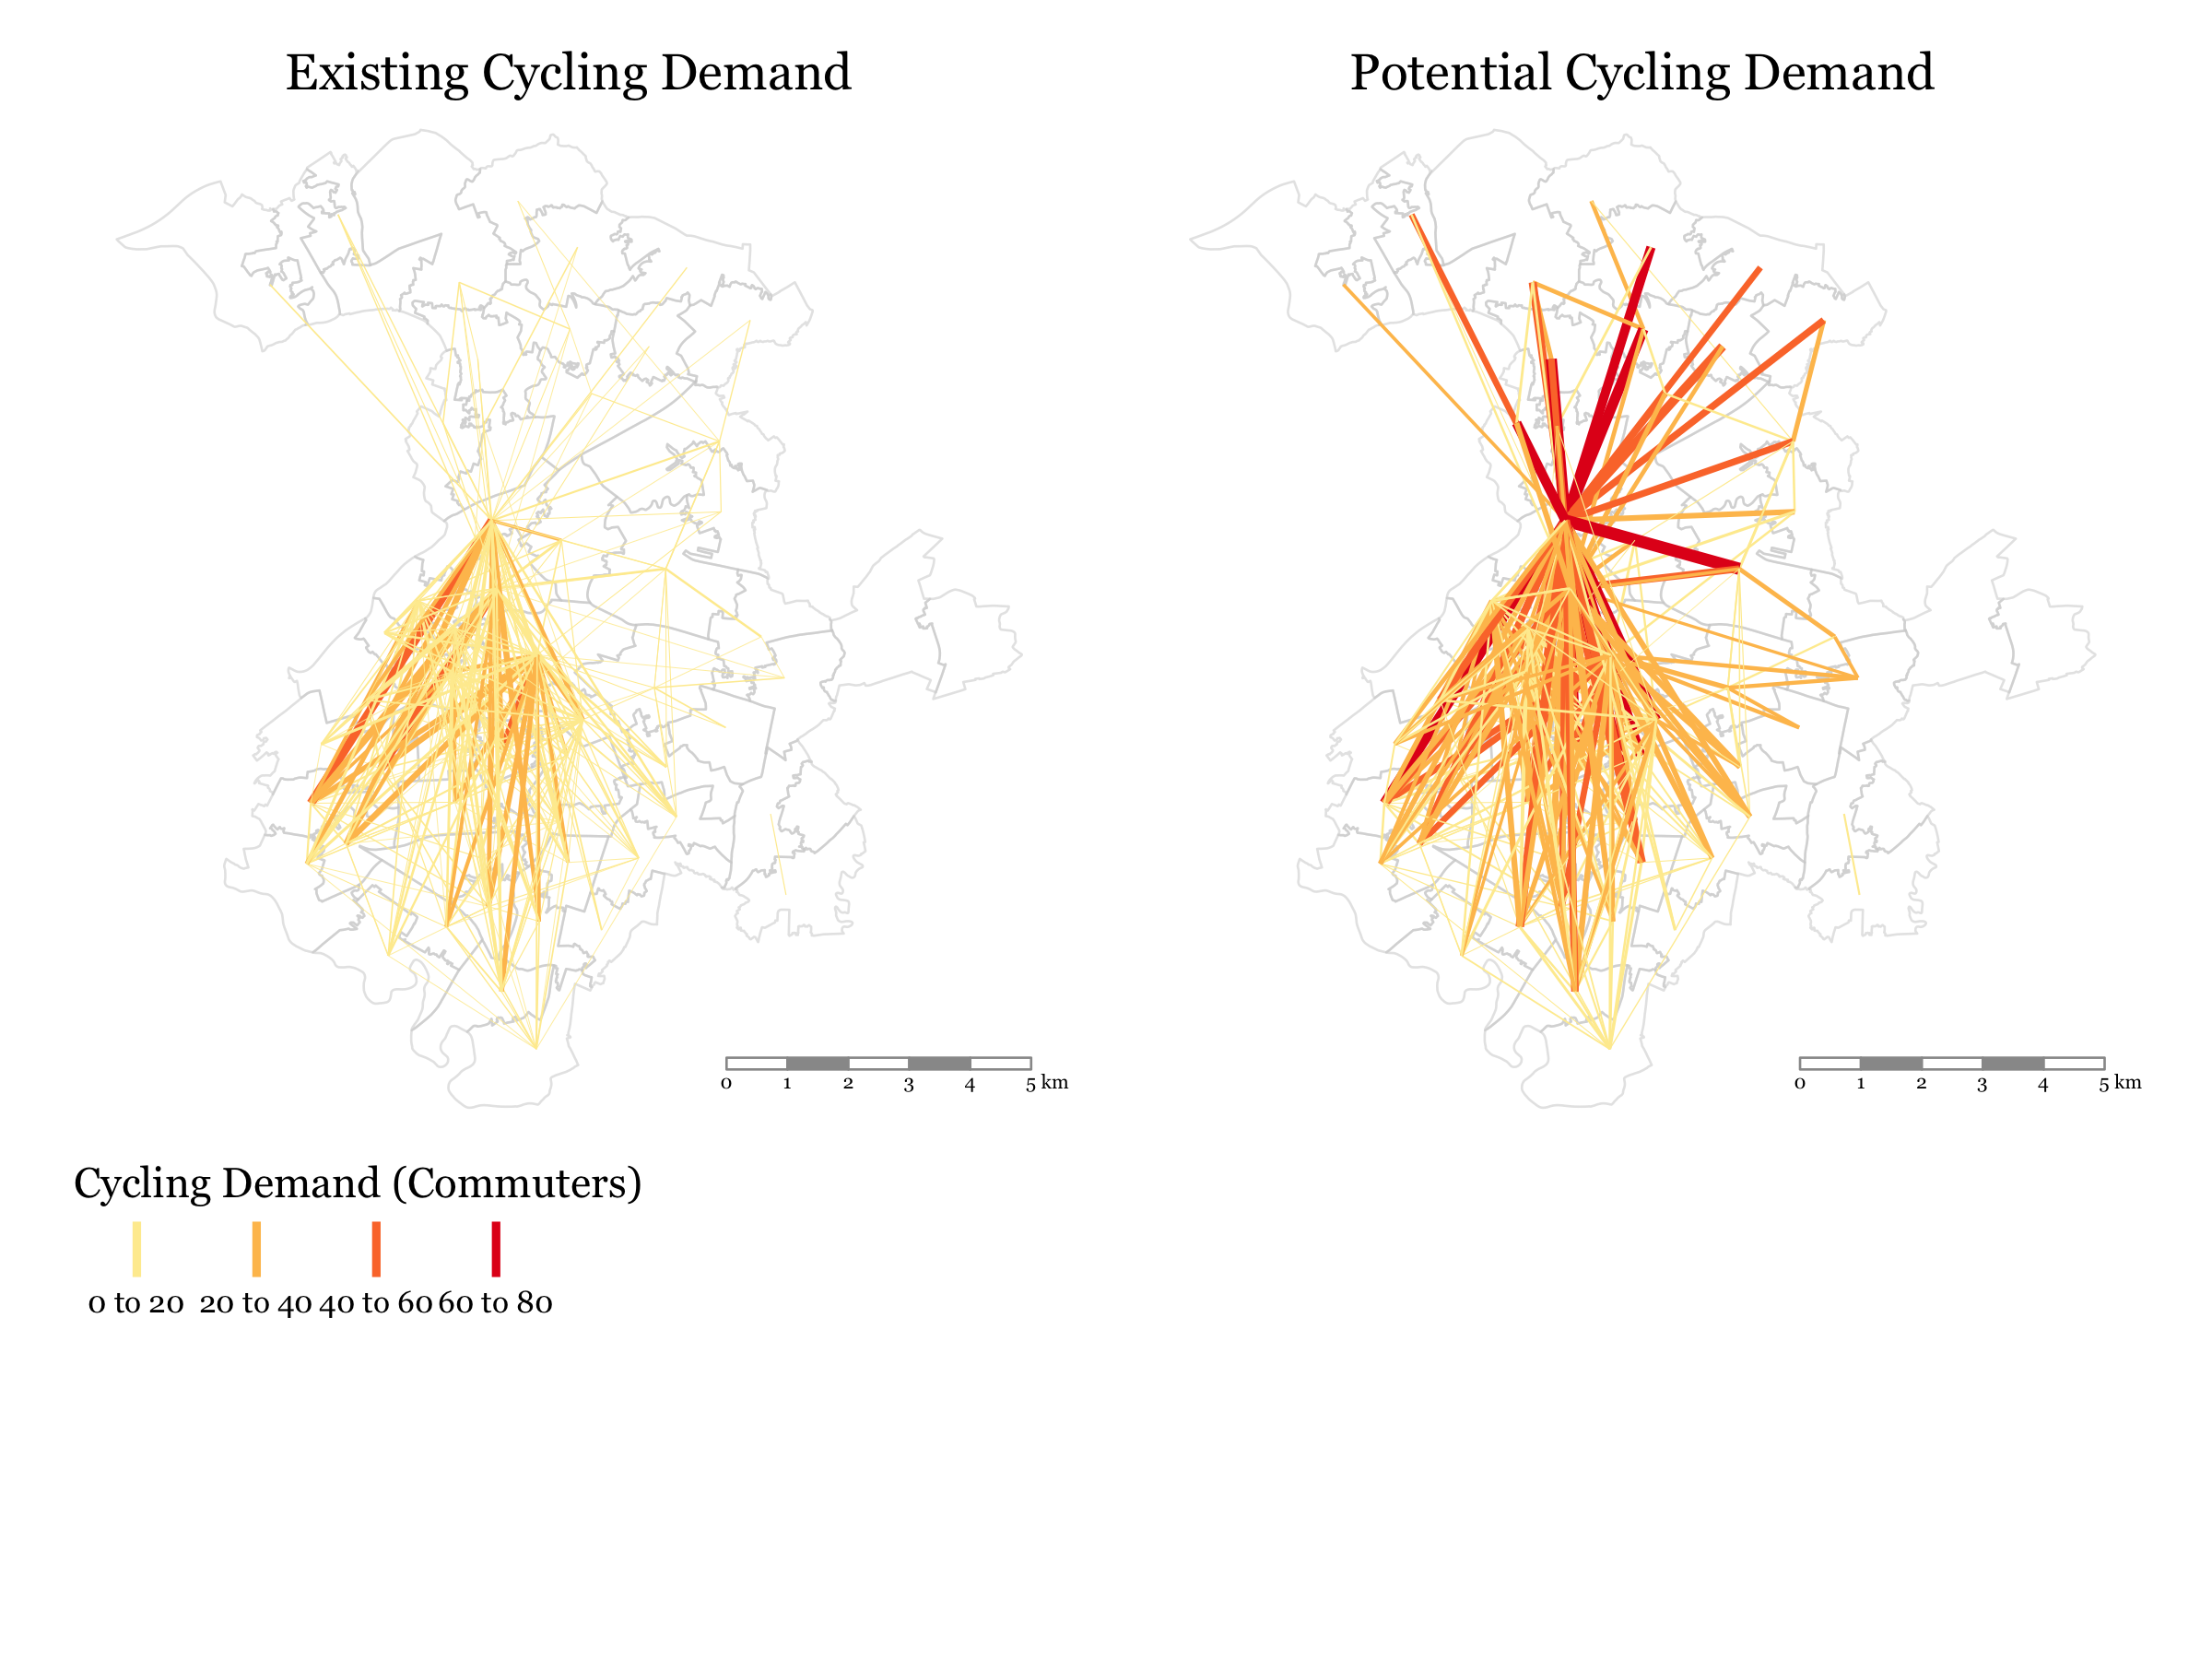 Existing Cycling Demand
Potential Cycling Demand
0 1 2 3 4 5 km
0 1 2 3 4 5 km
Cycling Demand (Commuters)
0 to 20 20 to 40 40 to 60 60 to 80